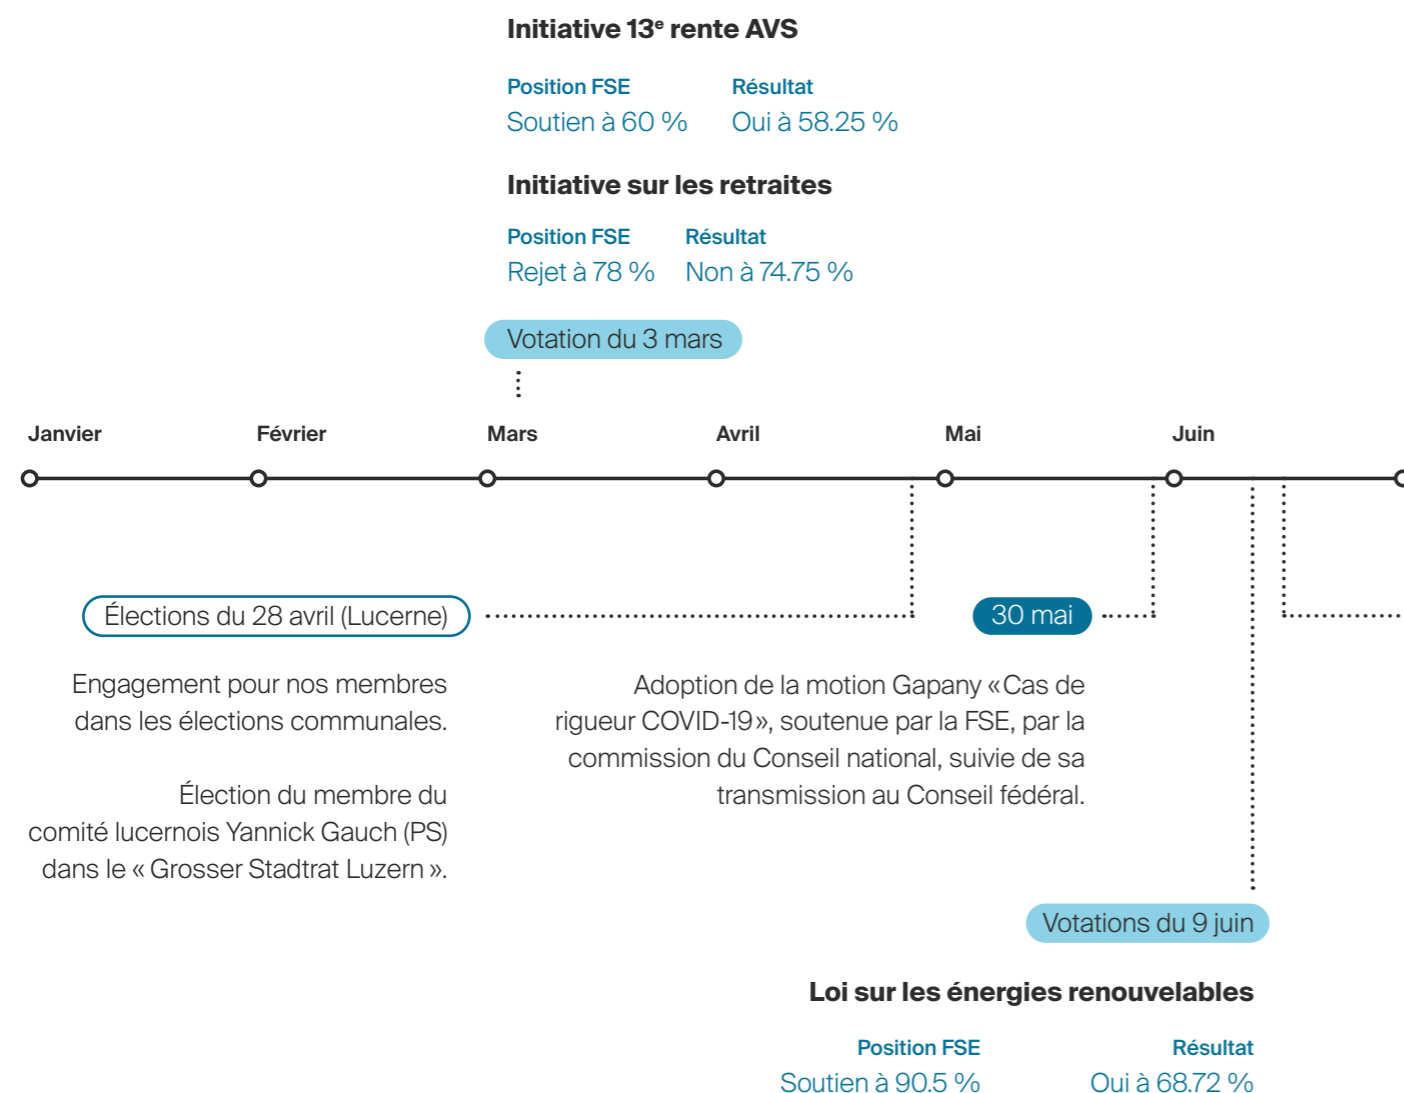 Initiative 13e rente AVS
Position FSE Résultat
Soutien à 60 % Oui à 58.25 %
Initiative sur les retraites
Position FSE Résultat
Rejet à 78 % Non à 74.75 %
Votation du 3 mars
Janvier Février Mars Avril Mai Juin
Élections du 28 avril (Lucerne)
Engagement pour nos membres
dans les élections communales.
Élection du membre du
comité lucernois Yannick Gauch (PS)
dans le « Grosser Stadtrat Luzern ».
30 mai
Adoption de la motion Gapany «Cas de
rigueur COVID-19», soutenue par la FSE, par la
commission du Conseil national, suivie de sa
transmission au Conseil fédéral.
Votations du 9 juin
Loi sur les énergies renouvelables
Position FSE Résultat
Soutien à 90.5 % Oui à 68.72 %